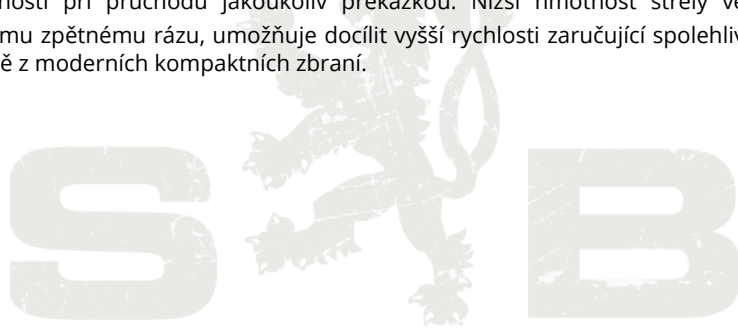 nosti při průchodu jakoukoliv překážkou. Nižší hmotnost střely ve
mu zpětnému rázu, umožňuje docílit vyšší rychlosti zaručující spolehliv
ě z moderních kompaktních zbraní.
S B